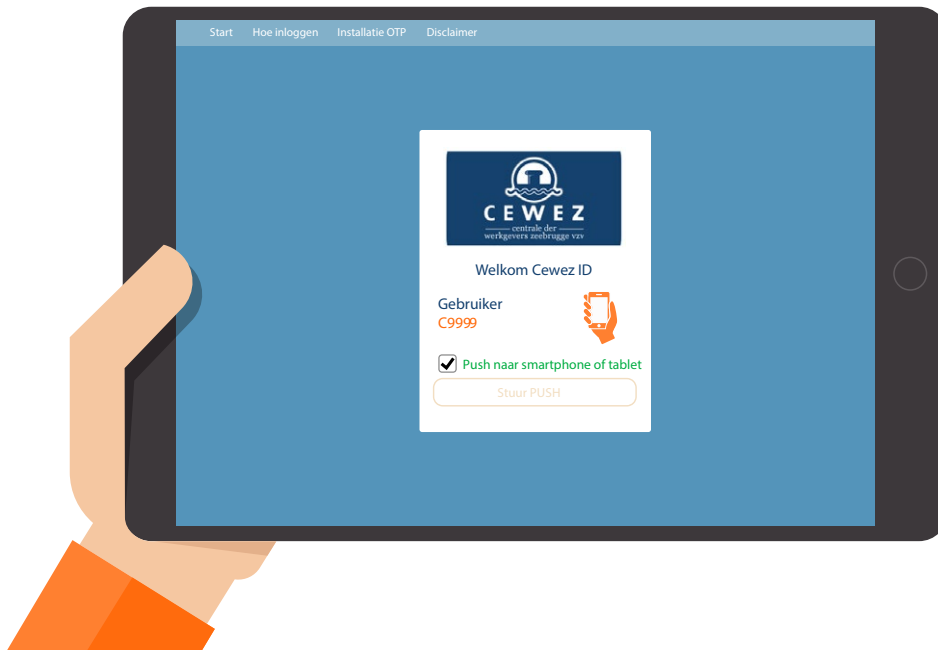 Start Hoe inloggen Installatie OTP Disclaimer
CEWEZ
centrale der
werkgevers zeebrugge vzv
Welkom Cewez ID
Gebruiker
C9999
Push naar smartphone of tablet
Stuur PUSH